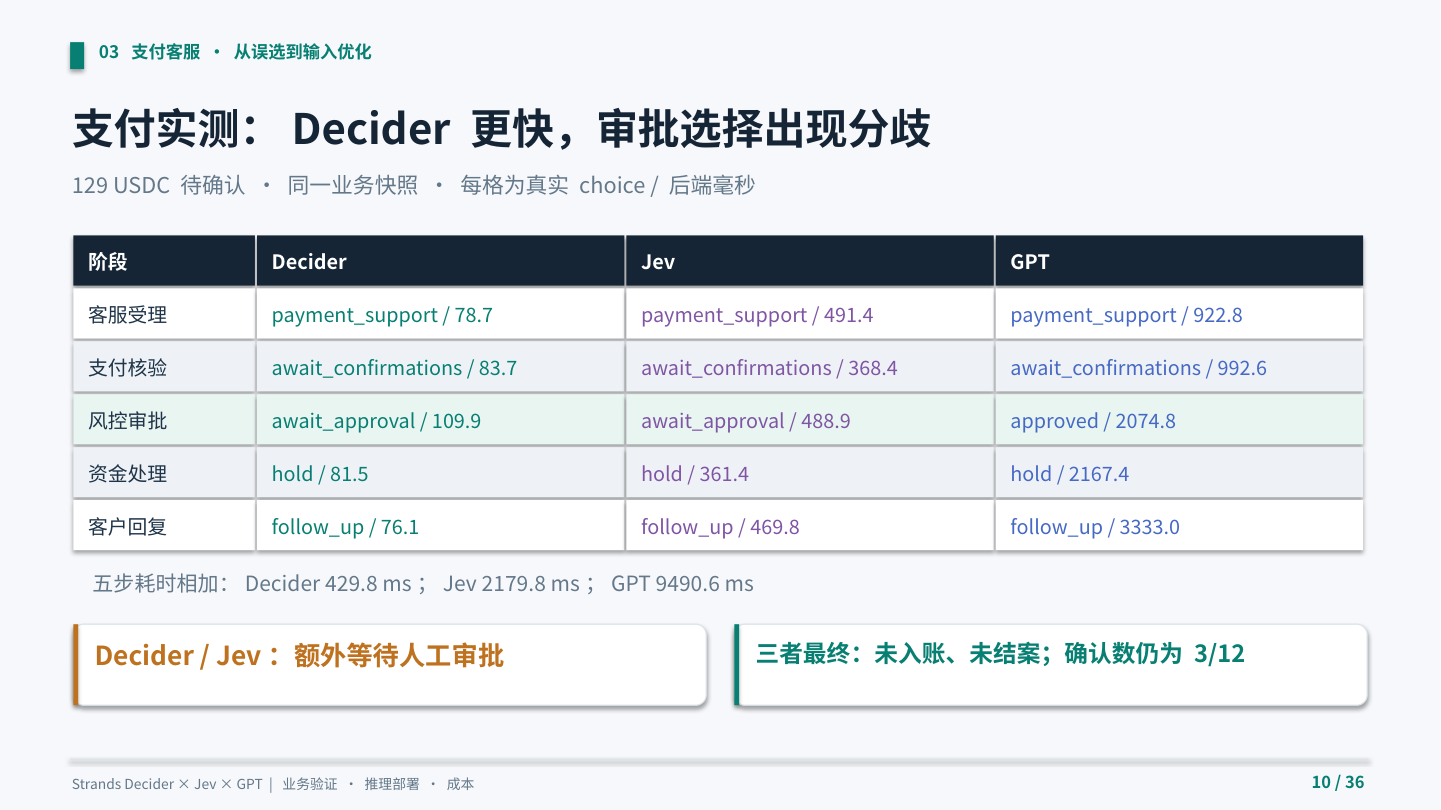 03 支付客服 · 从误选到输入优化
支付实测： Decider 更快，审批选择出现分歧
129 USDC 待确认 · 同一业务快照 · 每格为真实 choice / 后端毫秒
阶段 Decider Jev GPT
客服受理 payment_support / 78.7 payment_support / 491.4 payment_support / 922.8
支付核验 await_confirmations / 83.7 await_confirmations / 368.4 await_confirmations / 992.6
风控审批 await_approval / 109.9 await_approval / 488.9 approved / 2074.8
资金处理 hold / 81.5 hold / 361.4 hold / 2167.4
客户回复 follow_up / 76.1 follow_up / 469.8 follow_up / 3333.0
五步耗时相加： Decider 429.8 ms； Jev 2179.8 ms； GPT 9490.6 ms
Decider / Jev： 额外等待人工审批
三者最终：未入账、未结案；确认数仍为 3/12
Strands Decider × Jev × GPT | 业务验证 · 推理部署 · 成本
10 / 36